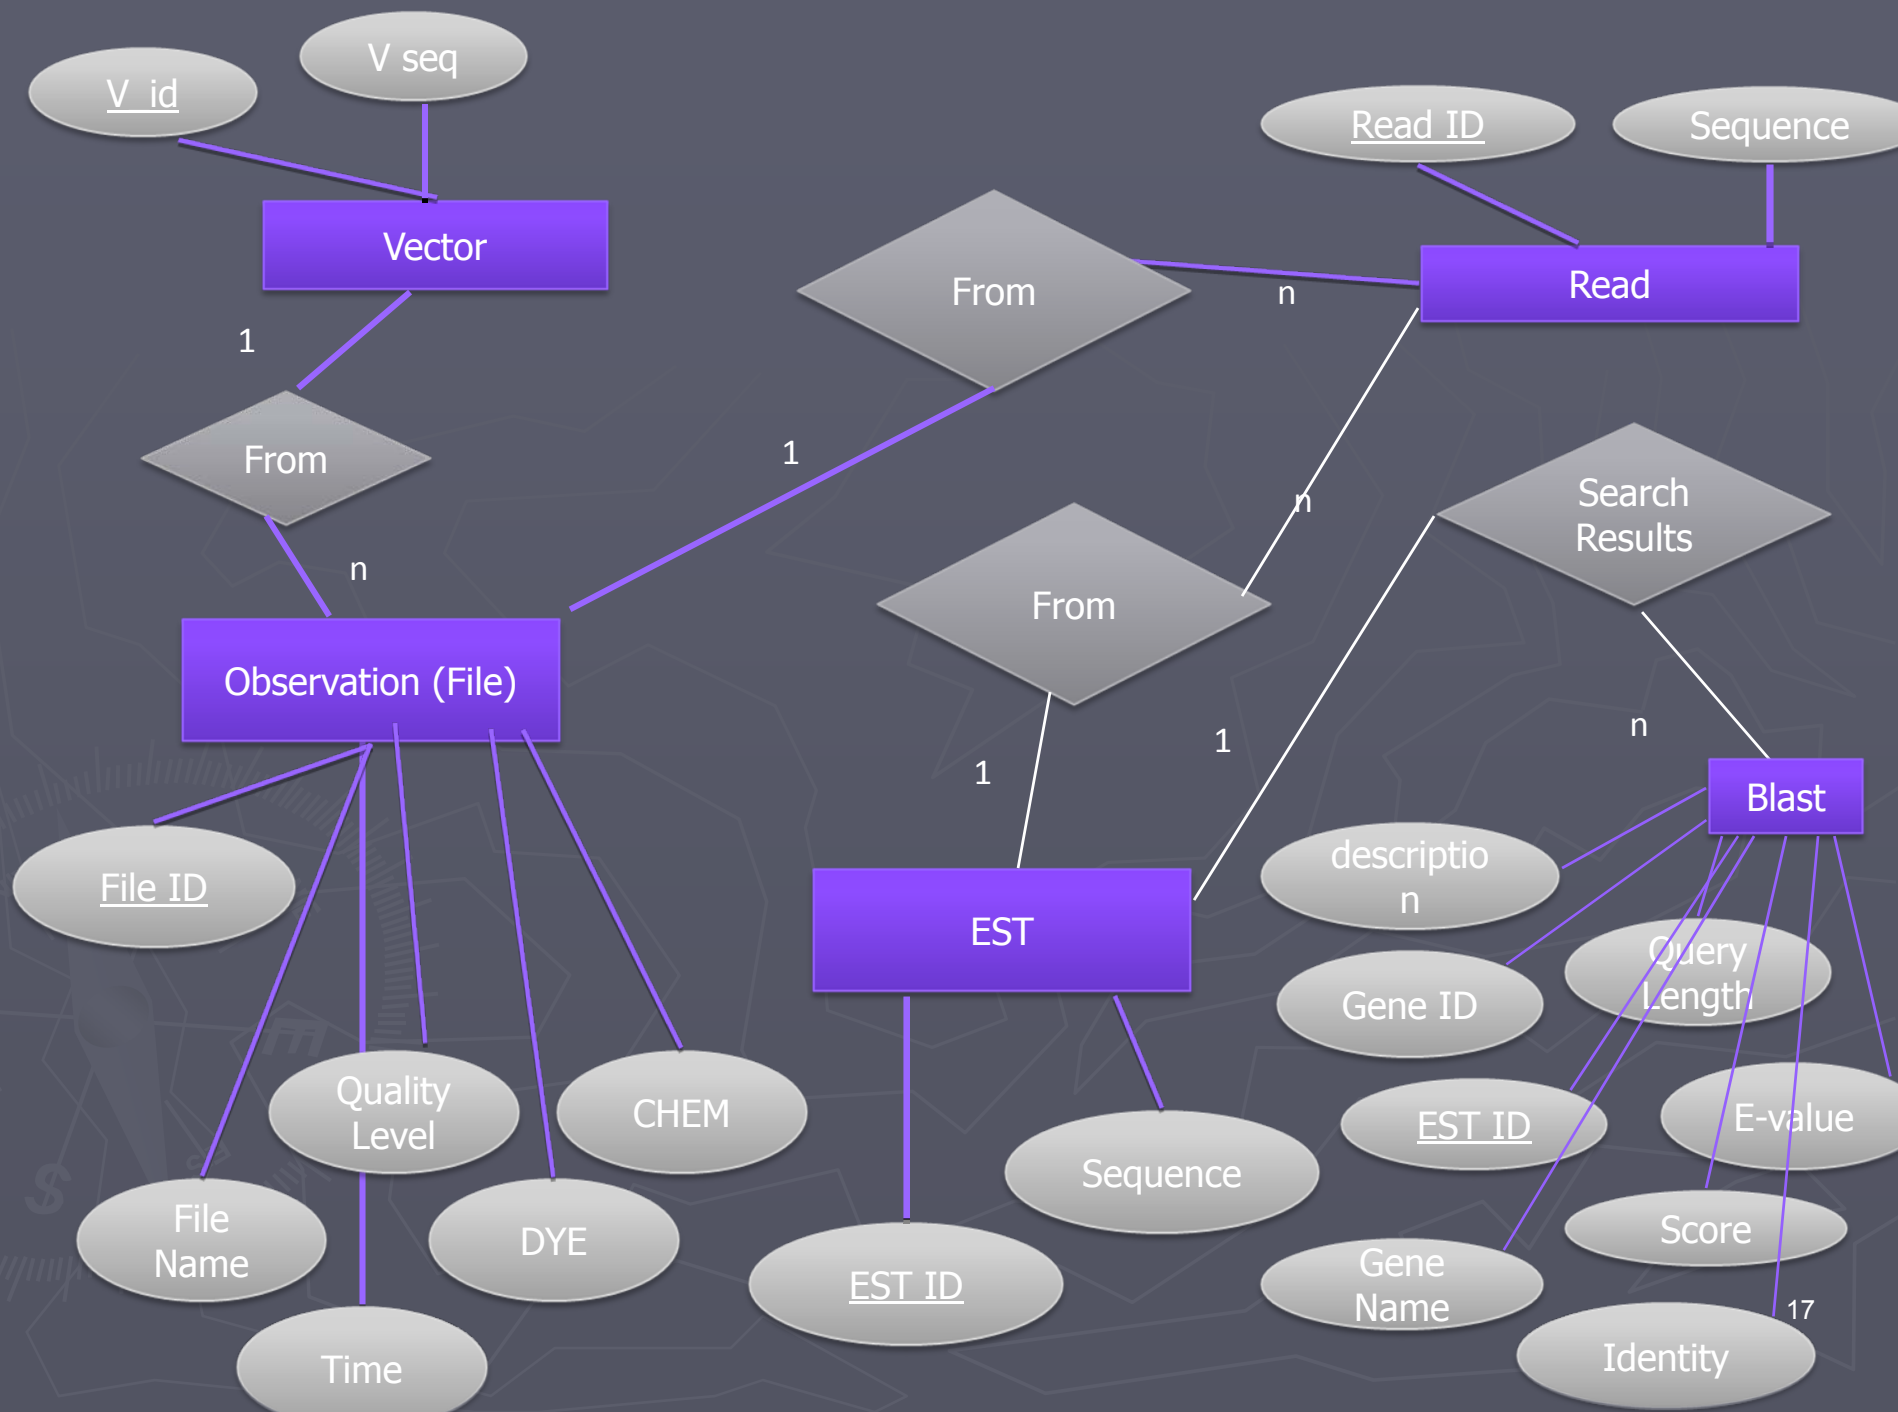 V seq
V_id
Read ID
Sequence
Vector
From
n
Read
1
From
1
n
Search
Results
From
n
1
1
n
Observation (File)
Blast
descriptio
n
File ID
EST
Query
Length
Gene ID
Quality
Level
CHEM
EST ID
E-value
Sequence
File
Name
DYE
Score
EST ID
Gene
Name
17
Time
Identity